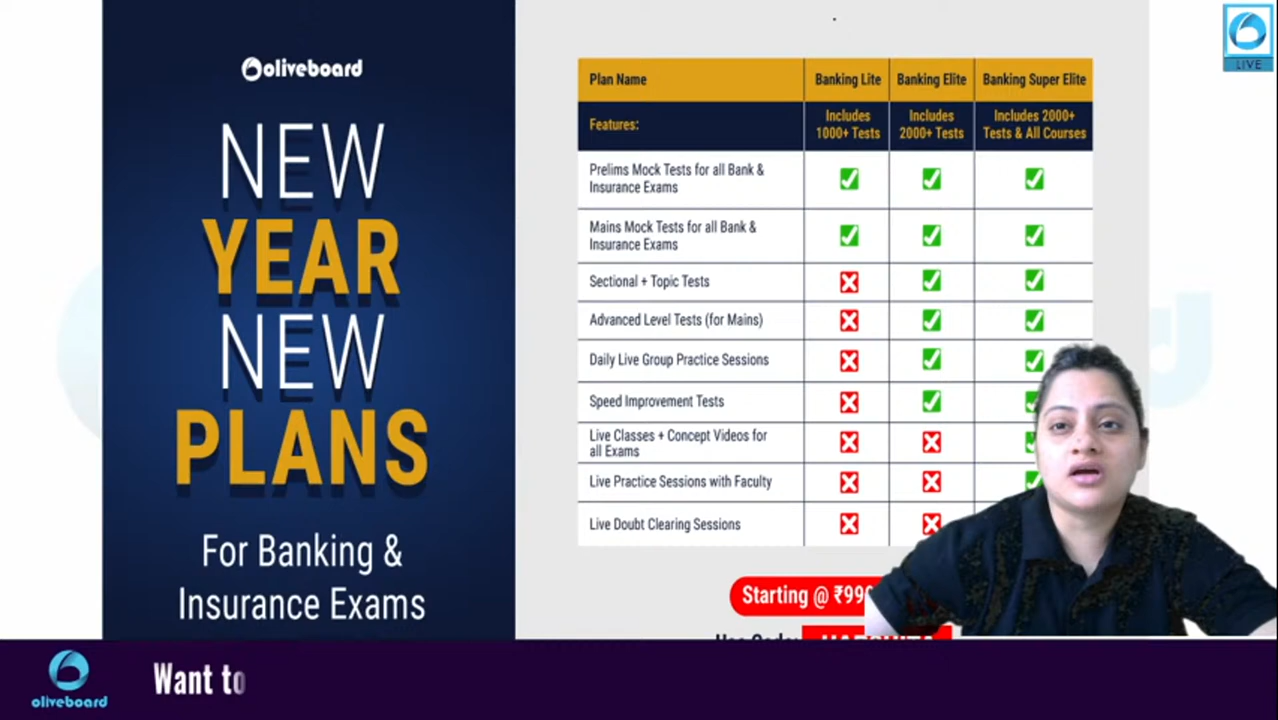 oliveboard
NEW
YEAR
NEW
PLANS
For Banking &
Insurance Exams
Plan Name Banking Lite Banking Elite Banking Super Elite
Features: Includes 1000+ Tests Includes 2000+ Tests Includes 2000+ Tests & All Courses
Prelims Mock Tests for all Bank &
Insurance Exams
Mains Mock Tests for all Bank &
Insurance Exams
Sectional + Topic Tests
Advanced Level Tests (for Mains)
Daily Live Group Practice Sessions
Speed Improvement Tests
Live Classes + Concept Videos for
all Exams
Live Practice Sessions with Faculty
Live Doubt Clearing Sessions
Starting @
LIVE
oliveboard
Want to